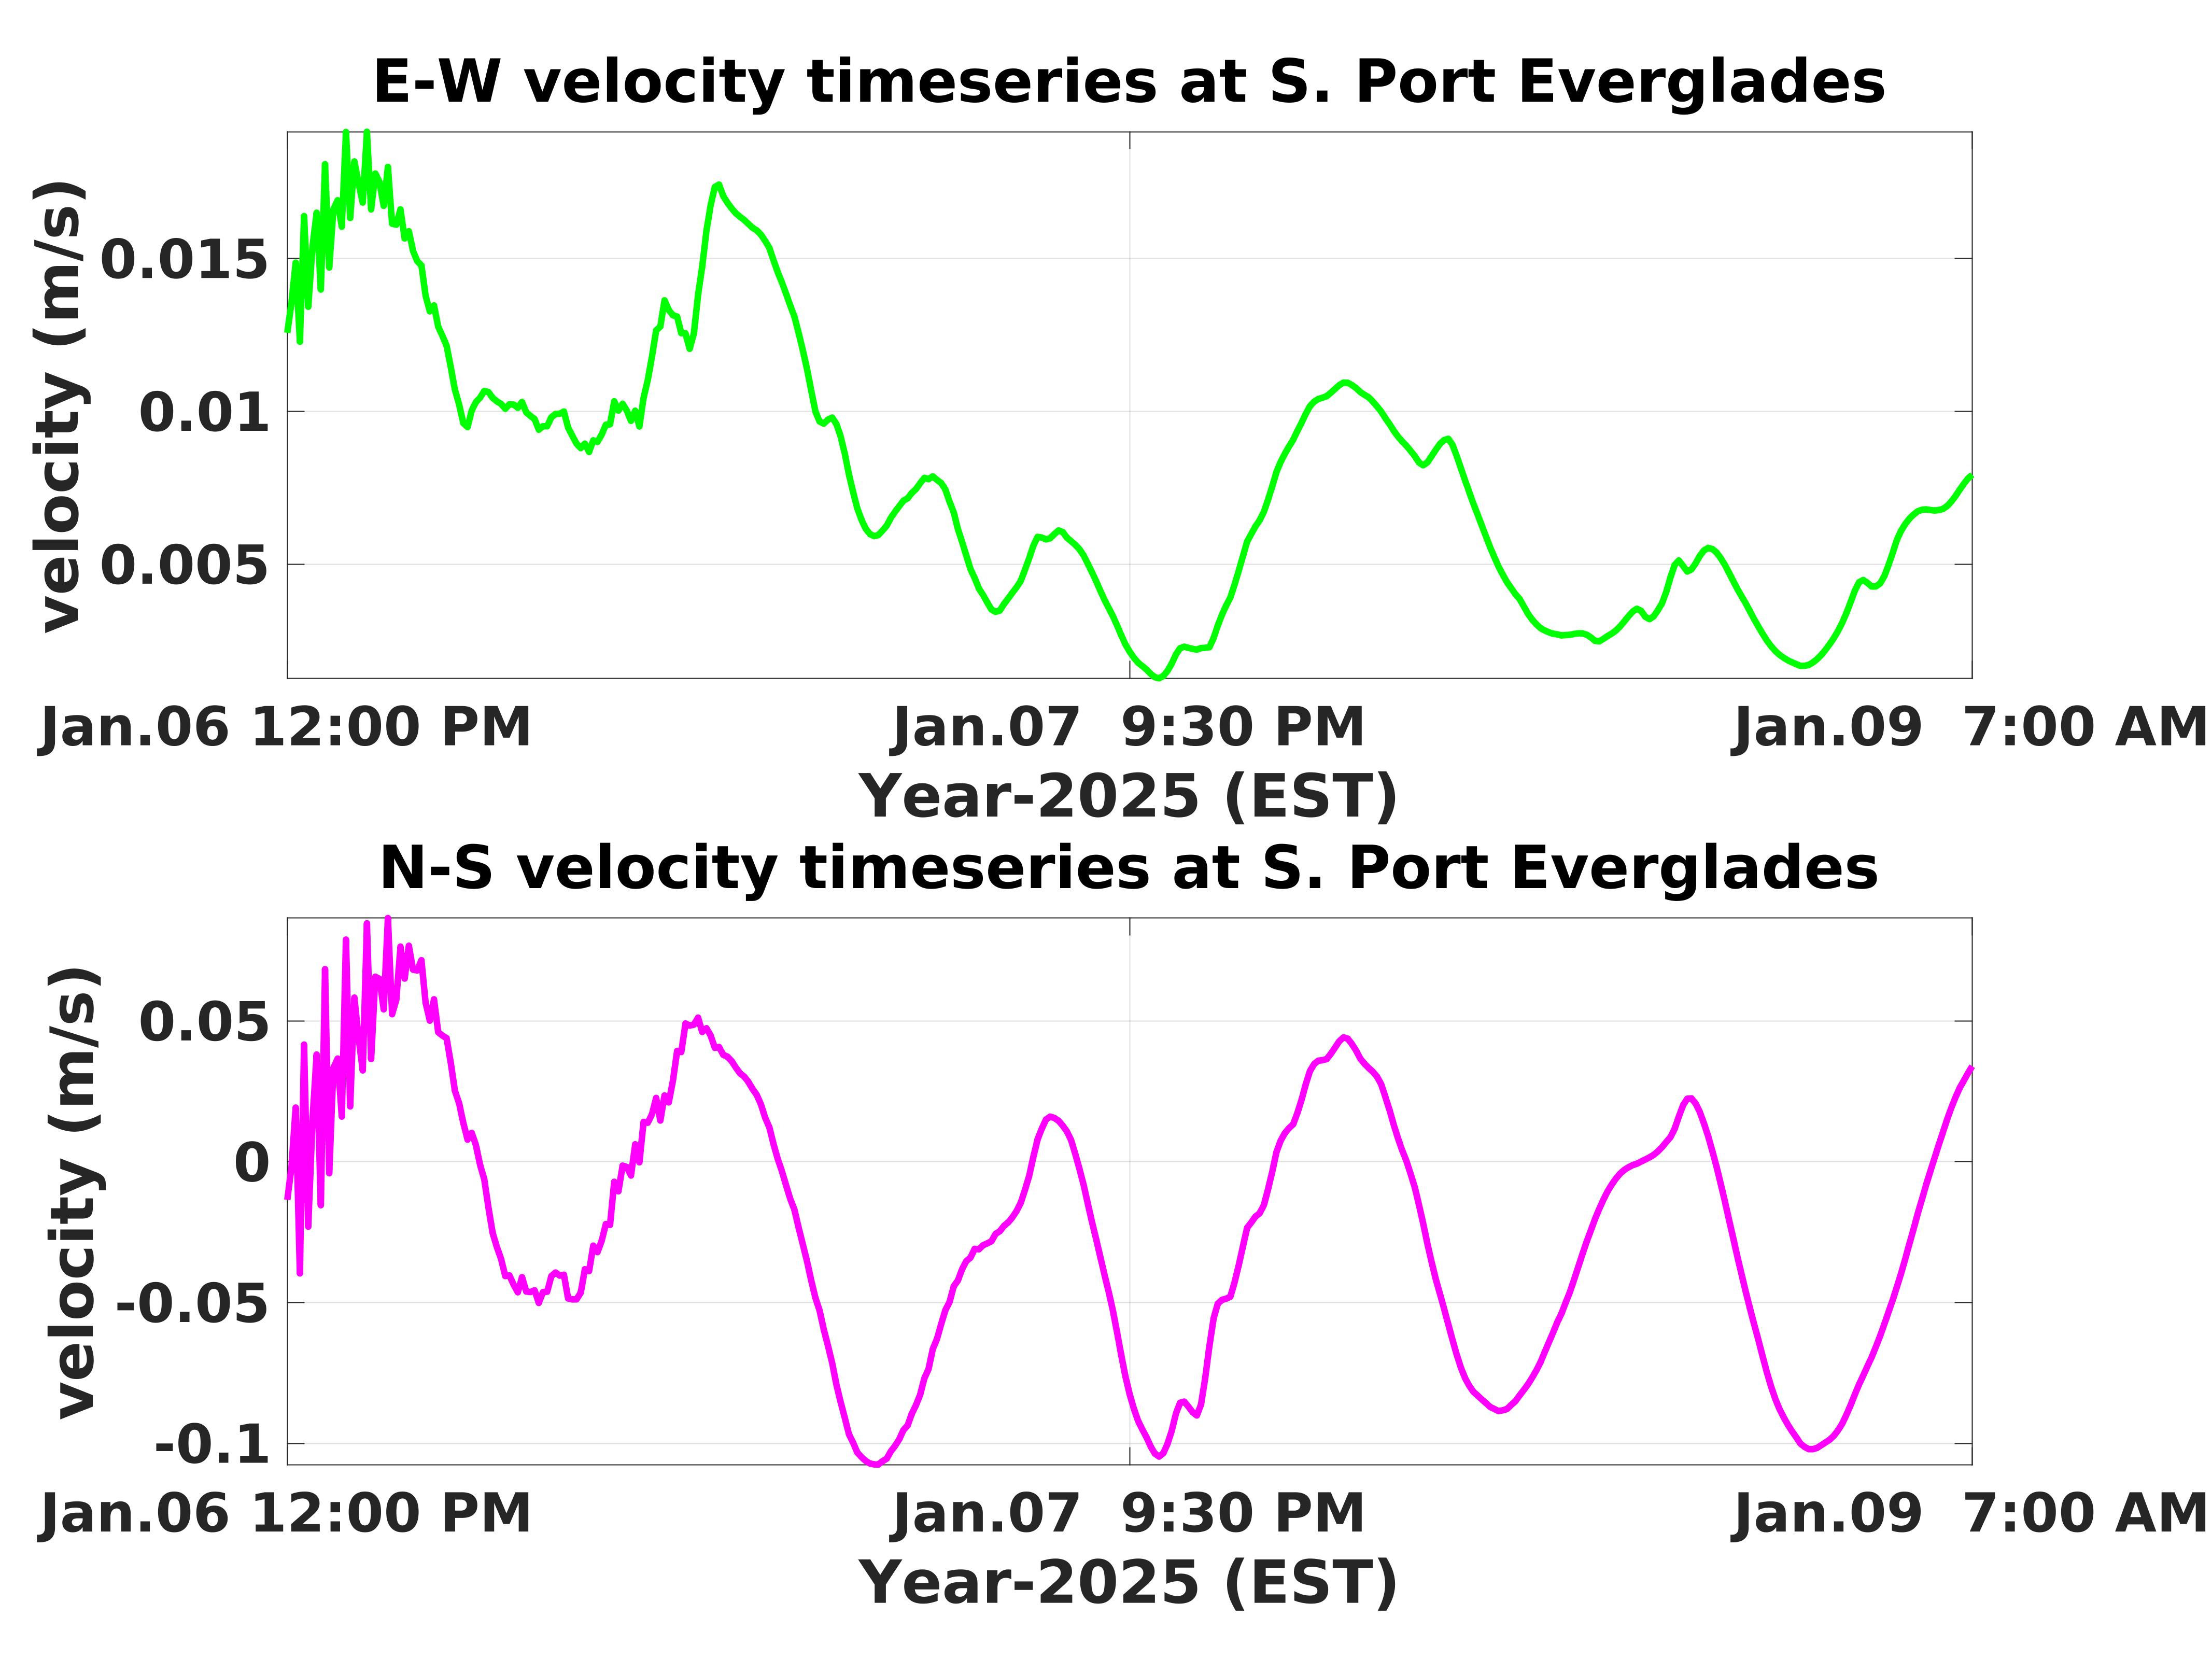 E-W velocity timeseries at S. Port Everglades
velocity (m/s)
0.015
0.01
0.005
Jan.06 12:00 PM Jan.07  9:30 PM Jan.09  7:00 AM
Year-2025 (EST)
N-S velocity timeseries at S. Port Everglades
velocity (m/s)
0.05
0
-0.05
-0.1
Jan.06 12:00 PM Jan.07  9:30 PM Jan.09  7:00 AM
Year-2025 (EST)